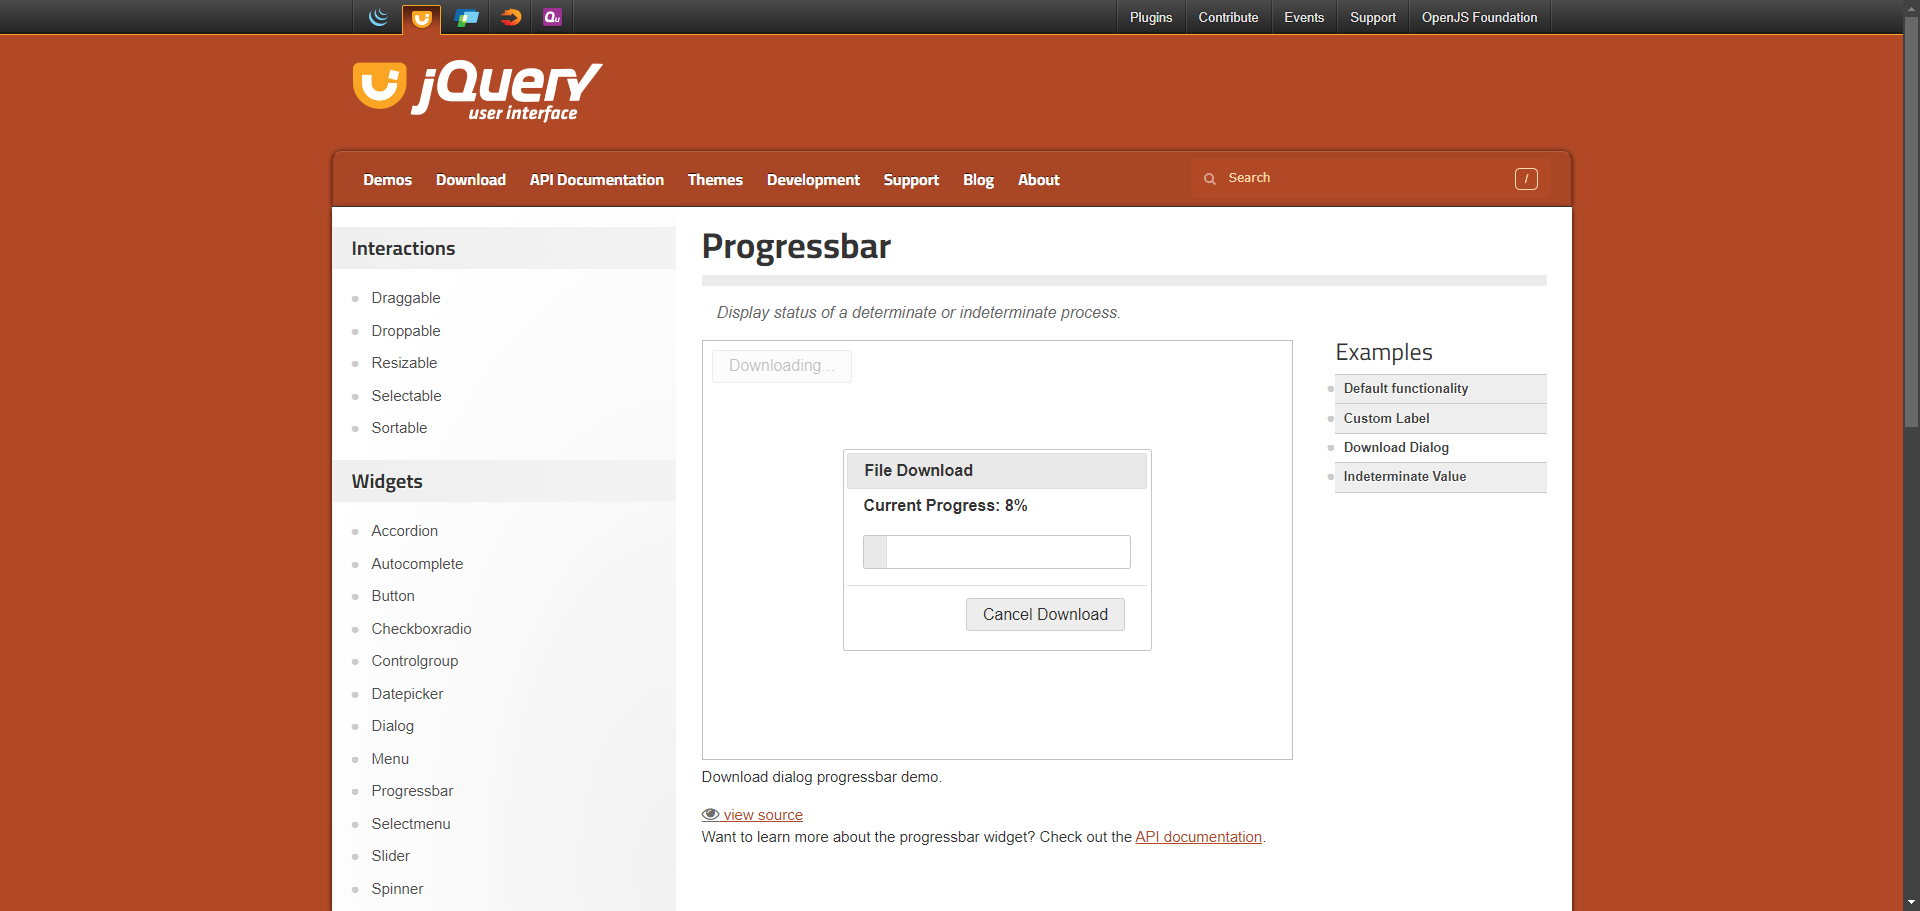 Plugins
Contribute
Events
Support
OpenJS Foundation
jQuery
user interface
Demos
Download
API Documentation
Themes
Development
Support
Blog
About
Search
/
Interactions
Draggable
Droppable
Resizable
Selectable
Sortable
Widgets
Accordion
Autocomplete
Button
Checkboxradio
Controlgroup
Datepicker
Dialog
Menu
Progressbar
Selectmenu
Slider
Spinner
Progressbar
Display status of a determinate or indeterminate process.
Downloading...
File Download
Current Progress: 8%
Cancel Download
Download dialog progressbar demo.
view source
Want to learn more about the progressbar widget? Check out the API documentation.
Examples
Default functionality
Custom Label
Download Dialog
Indeterminate Value